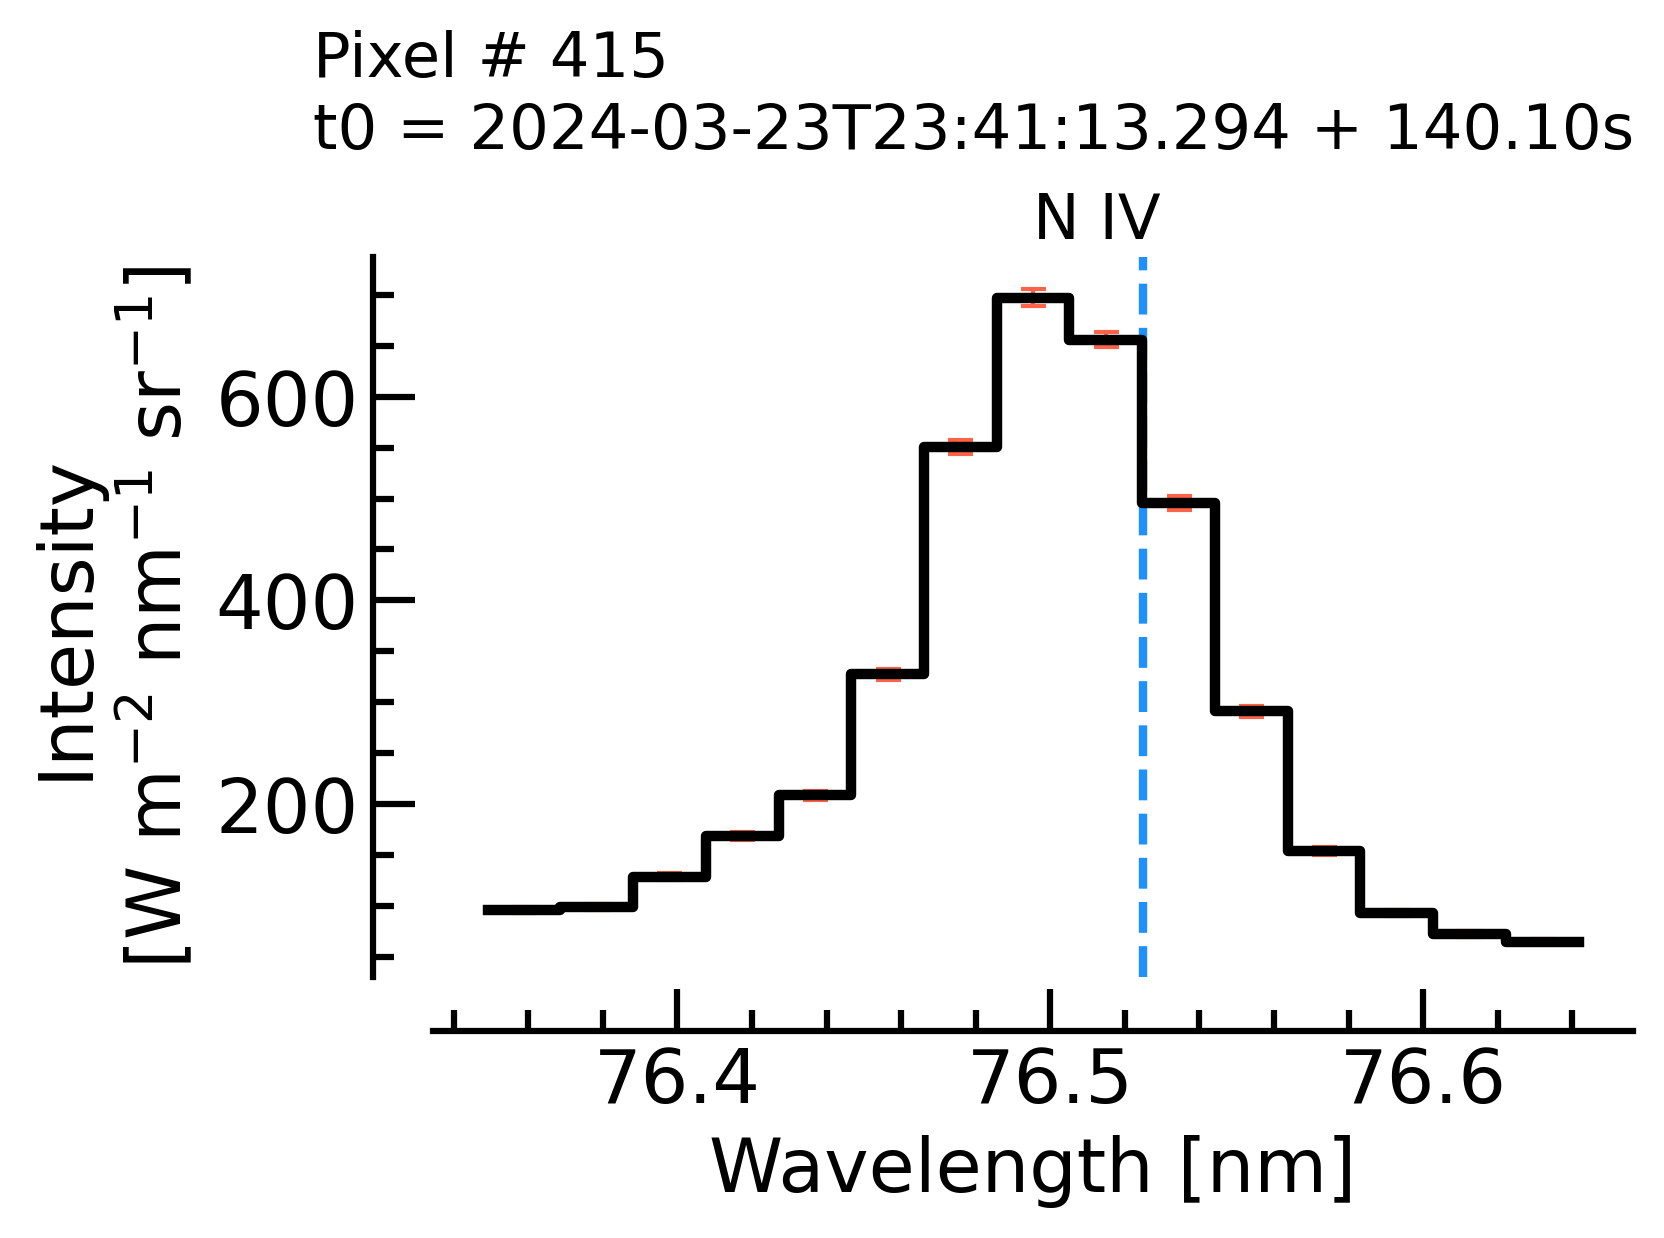 Pixel # 415
t0 = 2024-03-23T23:41:13.294 + 140.10s
N IV
Intensity
[W m⁻² nm⁻¹ sr⁻¹]
600
400
200
76.4 76.5 76.6
Wavelength [nm]